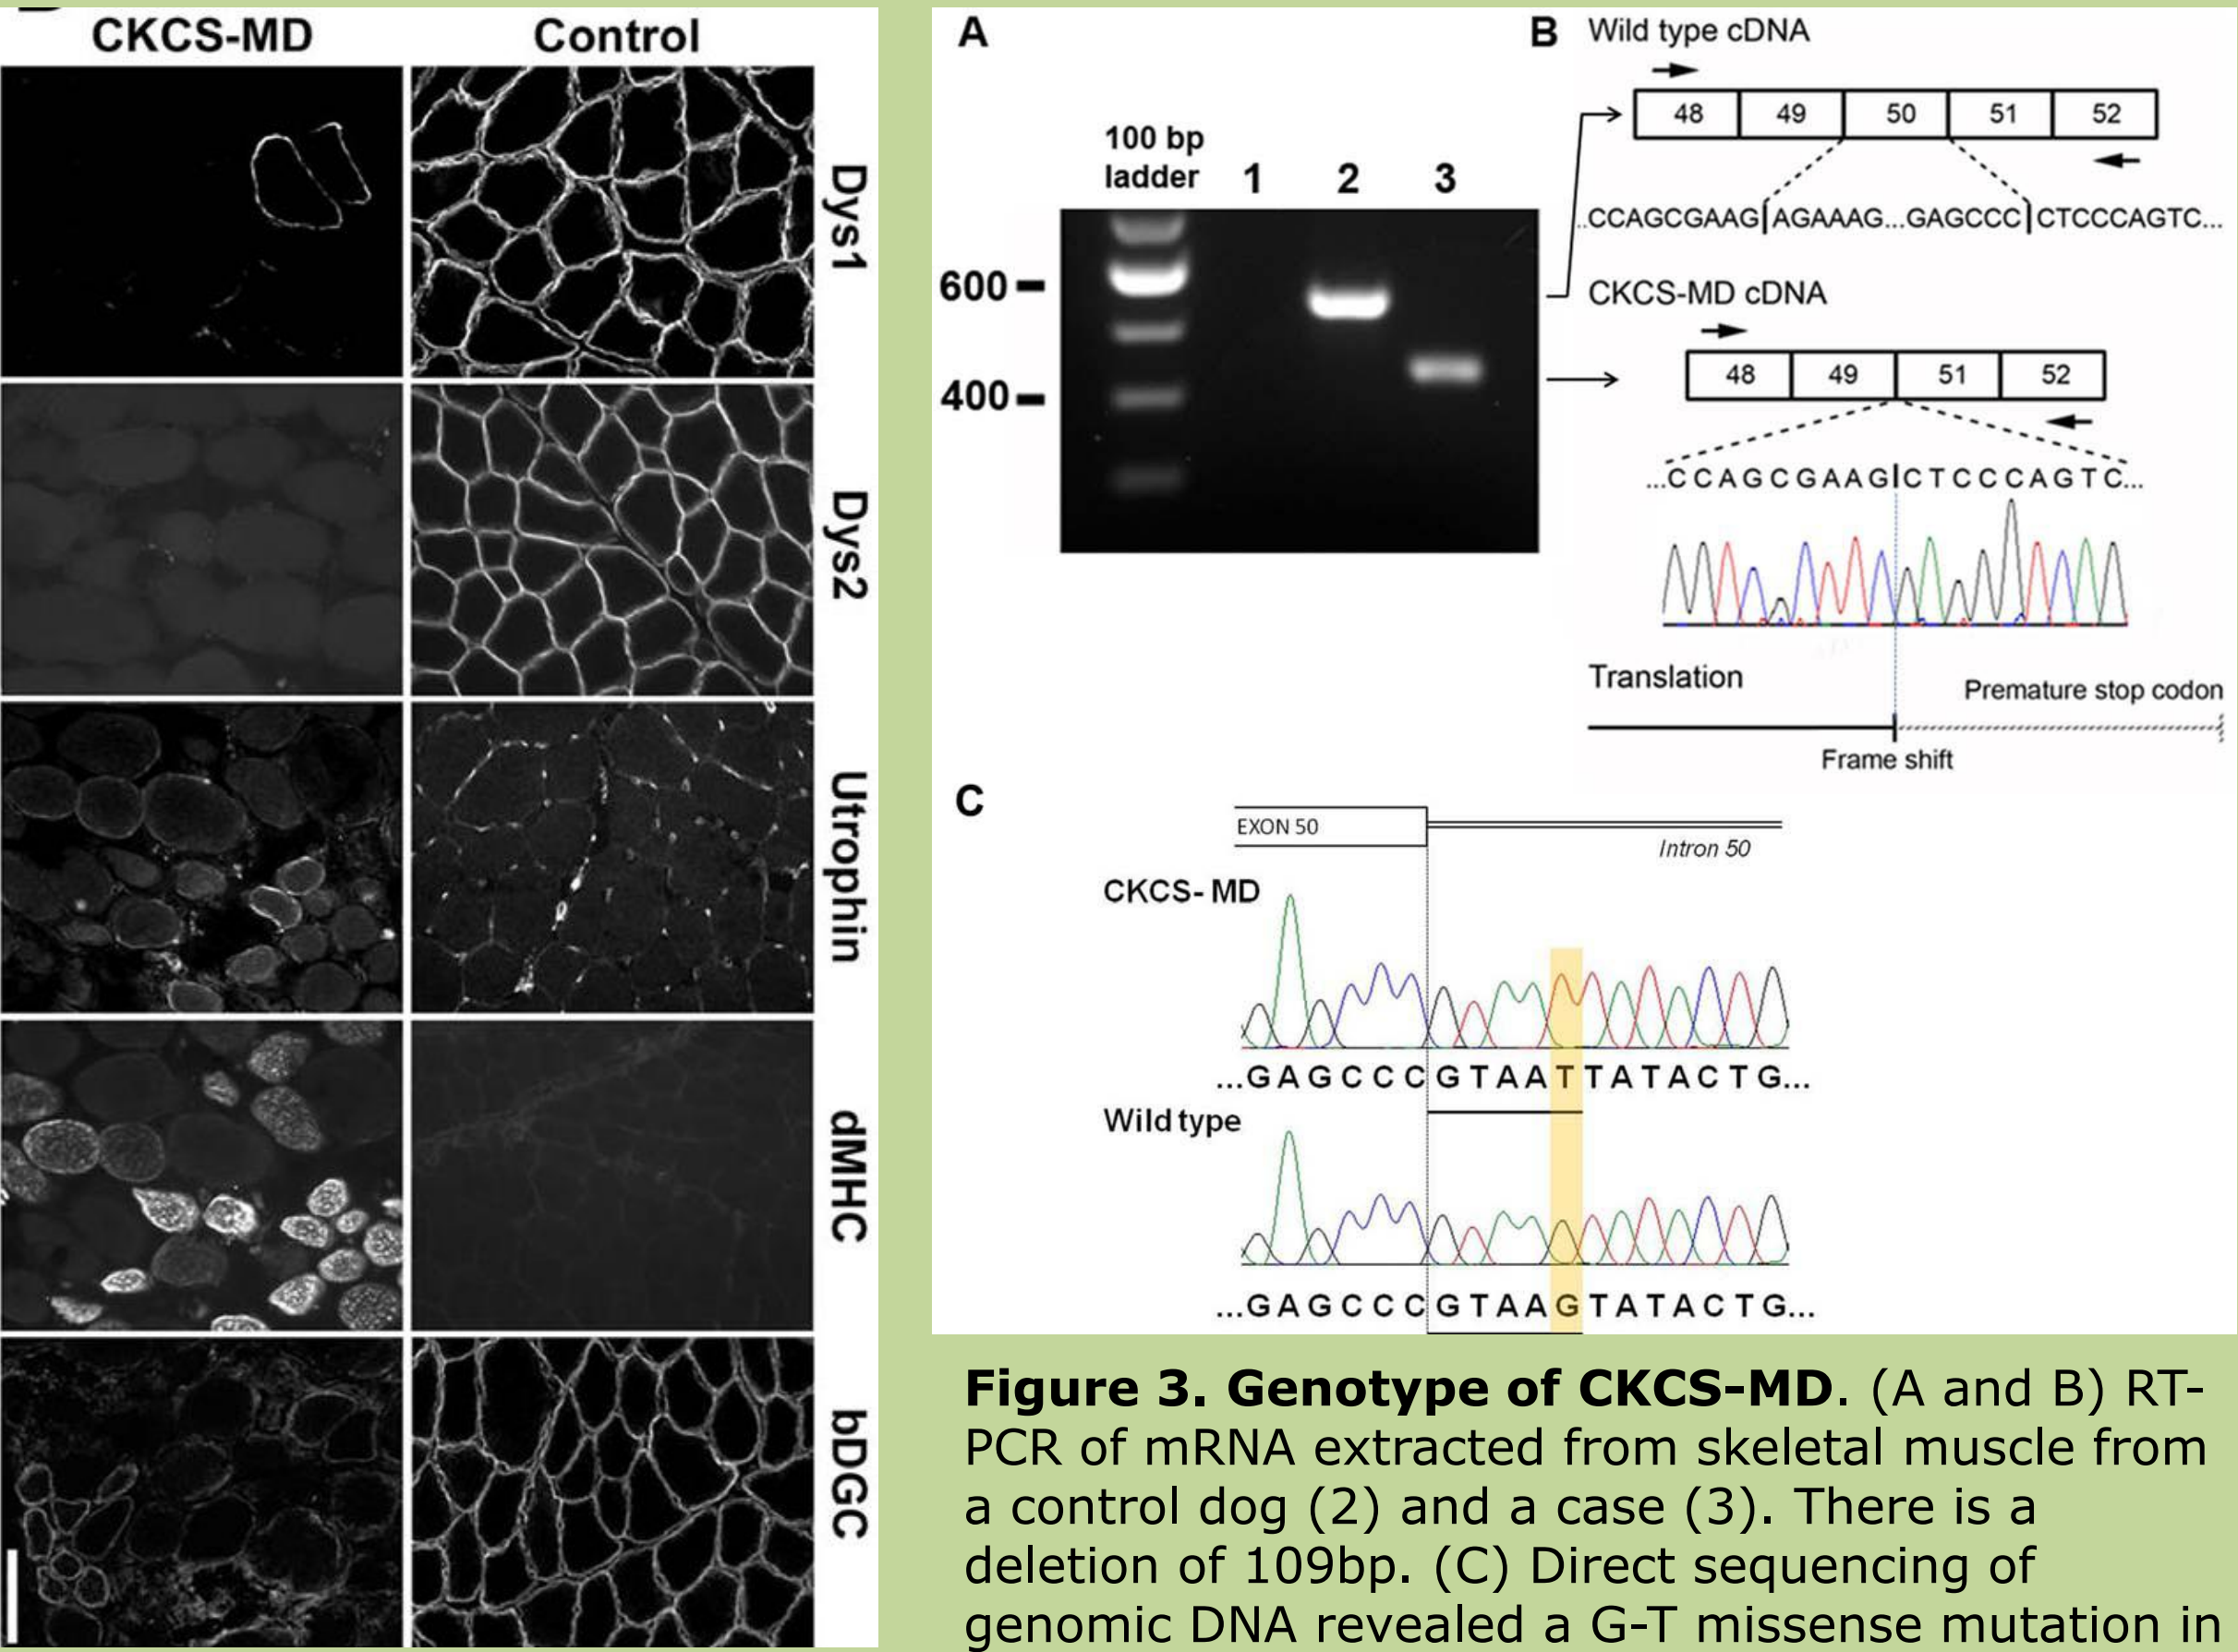 CKCS-MD
Control
Dys1
Dys2
Utrophin
dMHC
bDGC
A
100 bp
ladder
1
2
3
600
400
B
Wild type cDNA
48 49 50 51 52
..CCAGCGAAG|AGAAAG...GAGCCC|CTCCCAGTC...
CKCS-MD cDNA
48 49 51 52
...CCAGCGAAG|CTCCCAGTC...
Translation
Premature stop codon
Frame shift
C
EXON 50
Intron 50
CKCS- MD
...GAGCCCGTAATTATACTG...
Wild type
...GAGCCCGTAAGTATACTG...
Figure 3. Genotype of CKCS-MD. (A and B) RT-
PCR of mRNA extracted from skeletal muscle from
a control dog (2) and a case (3). There is a
deletion of 109bp. (C) Direct sequencing of
genomic DNA revealed a G-T missense mutation in